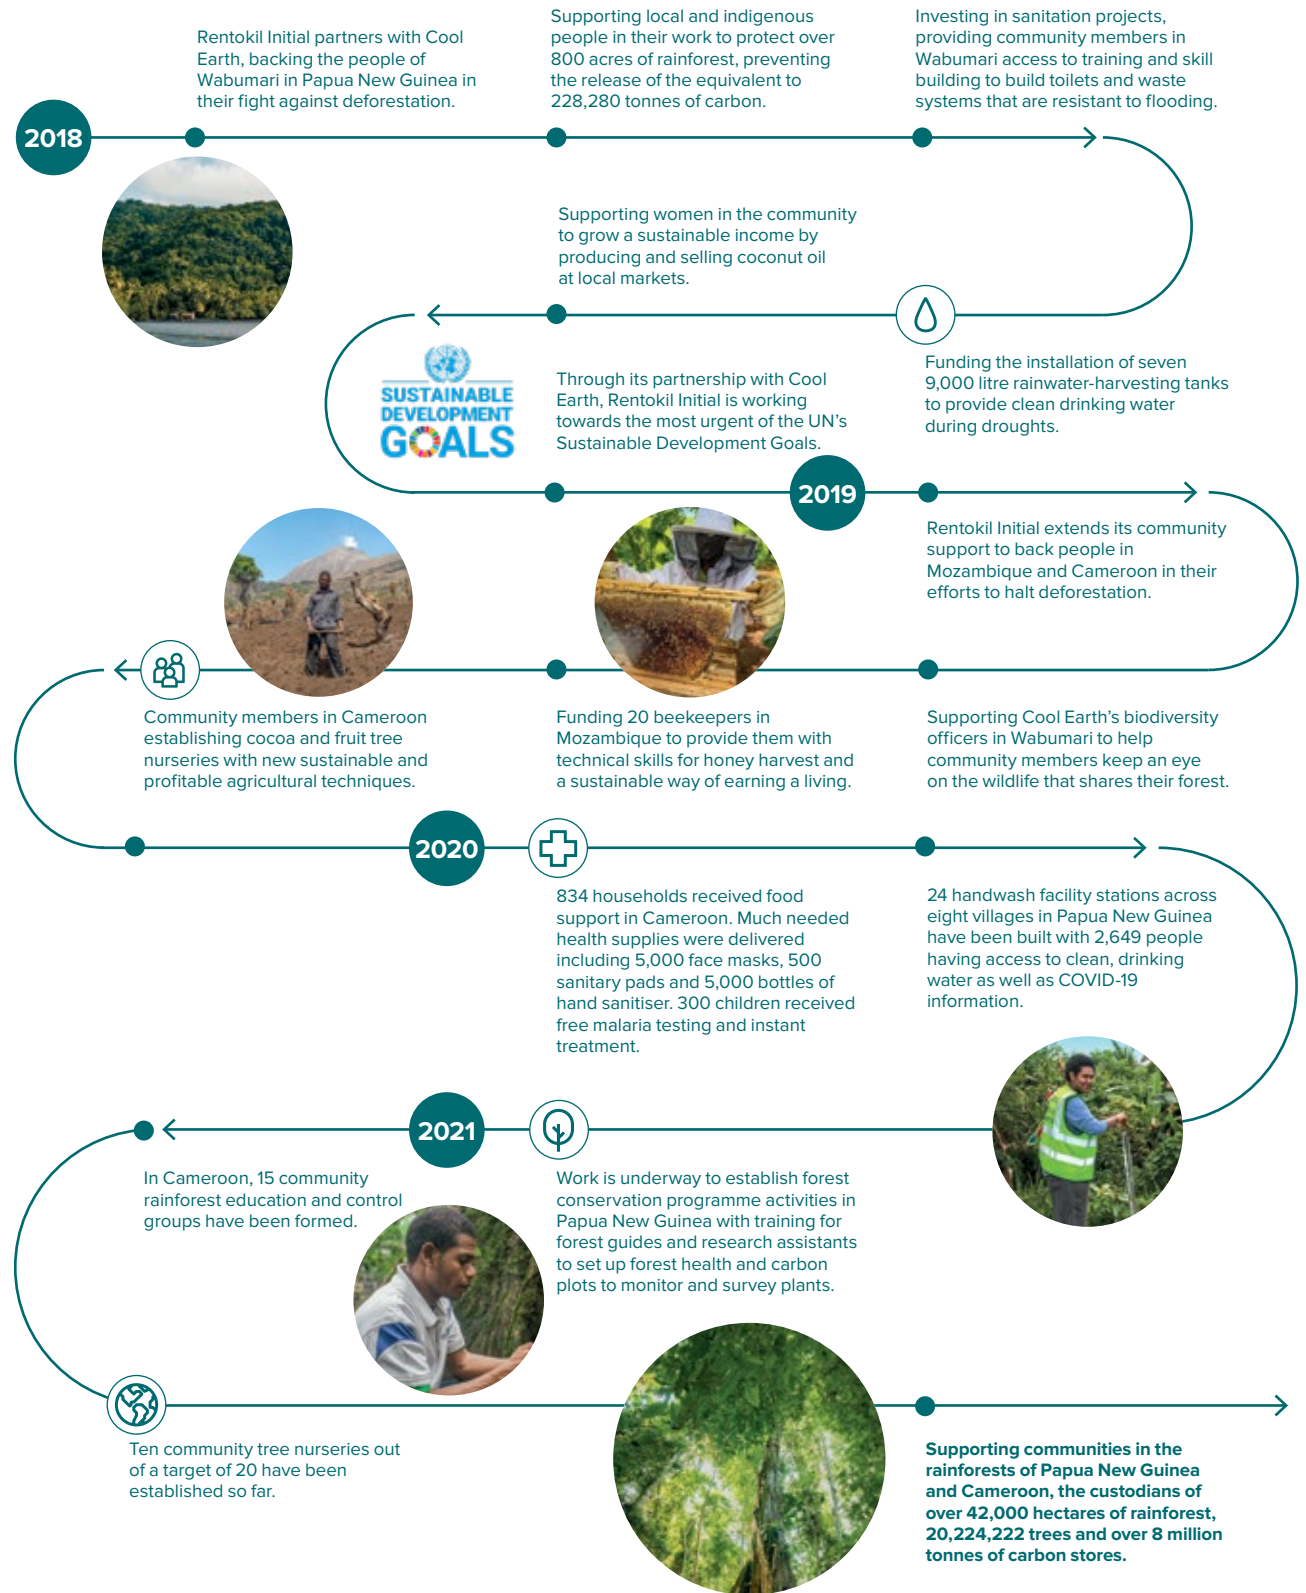 2018
Rentokil Initial partners with Cool
Earth, backing the people of
Wabumari in Papua New Guinea in
their fight against deforestation.
Supporting local and indigenous
people in their work to protect over
800 acres of rainforest, preventing
the release of the equivalent to
228,280 tonnes of carbon.
Investing in sanitation projects,
providing community members in
Wabumari access to training and skill
building to build toilets and waste
systems that are resistant to flooding.
Funding the installation of seven
9,000 litre rainwater-harvesting tanks
to provide clean drinking water
during droughts.
Supporting women in the community
to grow a sustainable income by
producing and selling coconut oil
at local markets.
SUSTAINABLE
DEVELOPMENT
GOALS
Through its partnership with Cool
Earth, Rentokil Initial is working
towards the most urgent of the UN’s
Sustainable Development Goals.
2019
Rentokil Initial extends its community
support to back people in
Mozambique and Cameroon in their
efforts to halt deforestation.
Supporting Cool Earth’s biodiversity
officers in Wabumari to help
community members keep an eye
on the wildlife that shares their forest.
Funding 20 beekeepers in
Mozambique to provide them with
technical skills for honey harvest and
a sustainable way of earning a living.
Community members in Cameroon
establishing cocoa and fruit tree
nurseries with new sustainable and
profitable agricultural techniques.
2020
834 households received food
support in Cameroon. Much needed
health supplies were delivered
including 5,000 face masks, 500
sanitary pads and 5,000 bottles of
hand sanitiser. 300 children received
free malaria testing and instant
treatment.
24 handwash facility stations across
eight villages in Papua New Guinea
have been built with 2,649 people
having access to clean, drinking
water as well as COVID-19
information.
Work is underway to establish forest
conservation programme activities in
Papua New Guinea with training for
forest guides and research assistants
to set up forest health and carbon
plots to monitor and survey plants.
2021
In Cameroon, 15 community
rainforest education and control
groups have been formed.
Ten community tree nurseries out
of a target of 20 have been
established so far.
Supporting communities in the
rainforests of Papua New Guinea
and Cameroon, the custodians of
over 42,000 hectares of rainforest,
20,224,222 trees and over 8 million
tonnes of carbon stores.